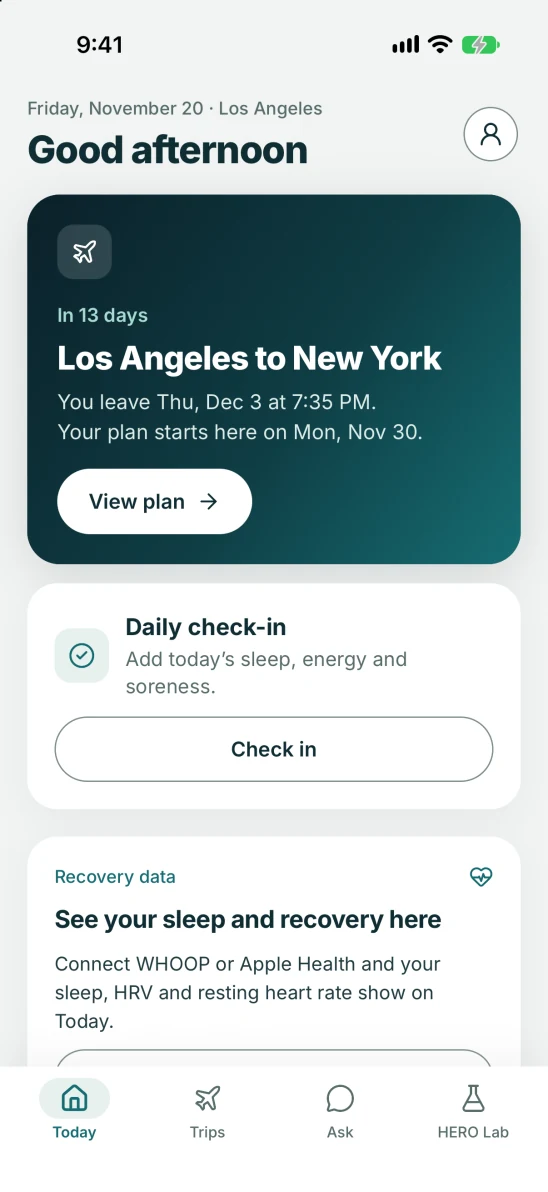 9:41
Friday, November 20 · Los Angeles
Good afternoon
In 13 days
Los Angeles to New York
You leave Thu, Dec 3 at 7:35 PM.
Your plan starts here on Mon, Nov 30.
View plan
Daily check-in
Add today’s sleep, energy and
soreness.
Check in
Recovery data
See your sleep and recovery here
Connect WHOOP or Apple Health and your
sleep, HRV and resting heart rate show on
Today.
Today
Trips
Ask
HERO Lab